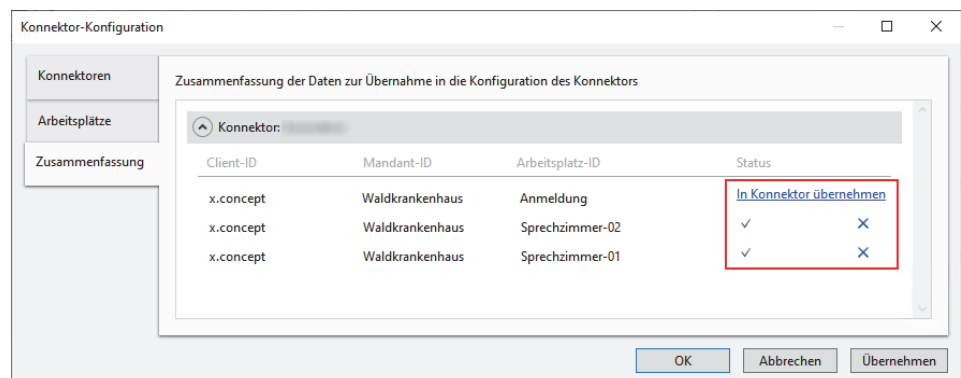 Konnektor-Konfiguration
Konnektoren
Arbeitsplätze
Zusammenfassung
Zusammenfassung der Daten zur Übernahme in die Konfiguration des Konnektors
Konnektor:
Client-ID Mandant-ID Arbeitsplatz-ID Status
x.concept Waldkrankenhaus Anmeldung In Konnektor übernehmen
x.concept Waldkrankenhaus Sprechzimmer-02
x.concept Waldkrankenhaus Sprechzimmer-01
OK Abbrechen Übernehmen